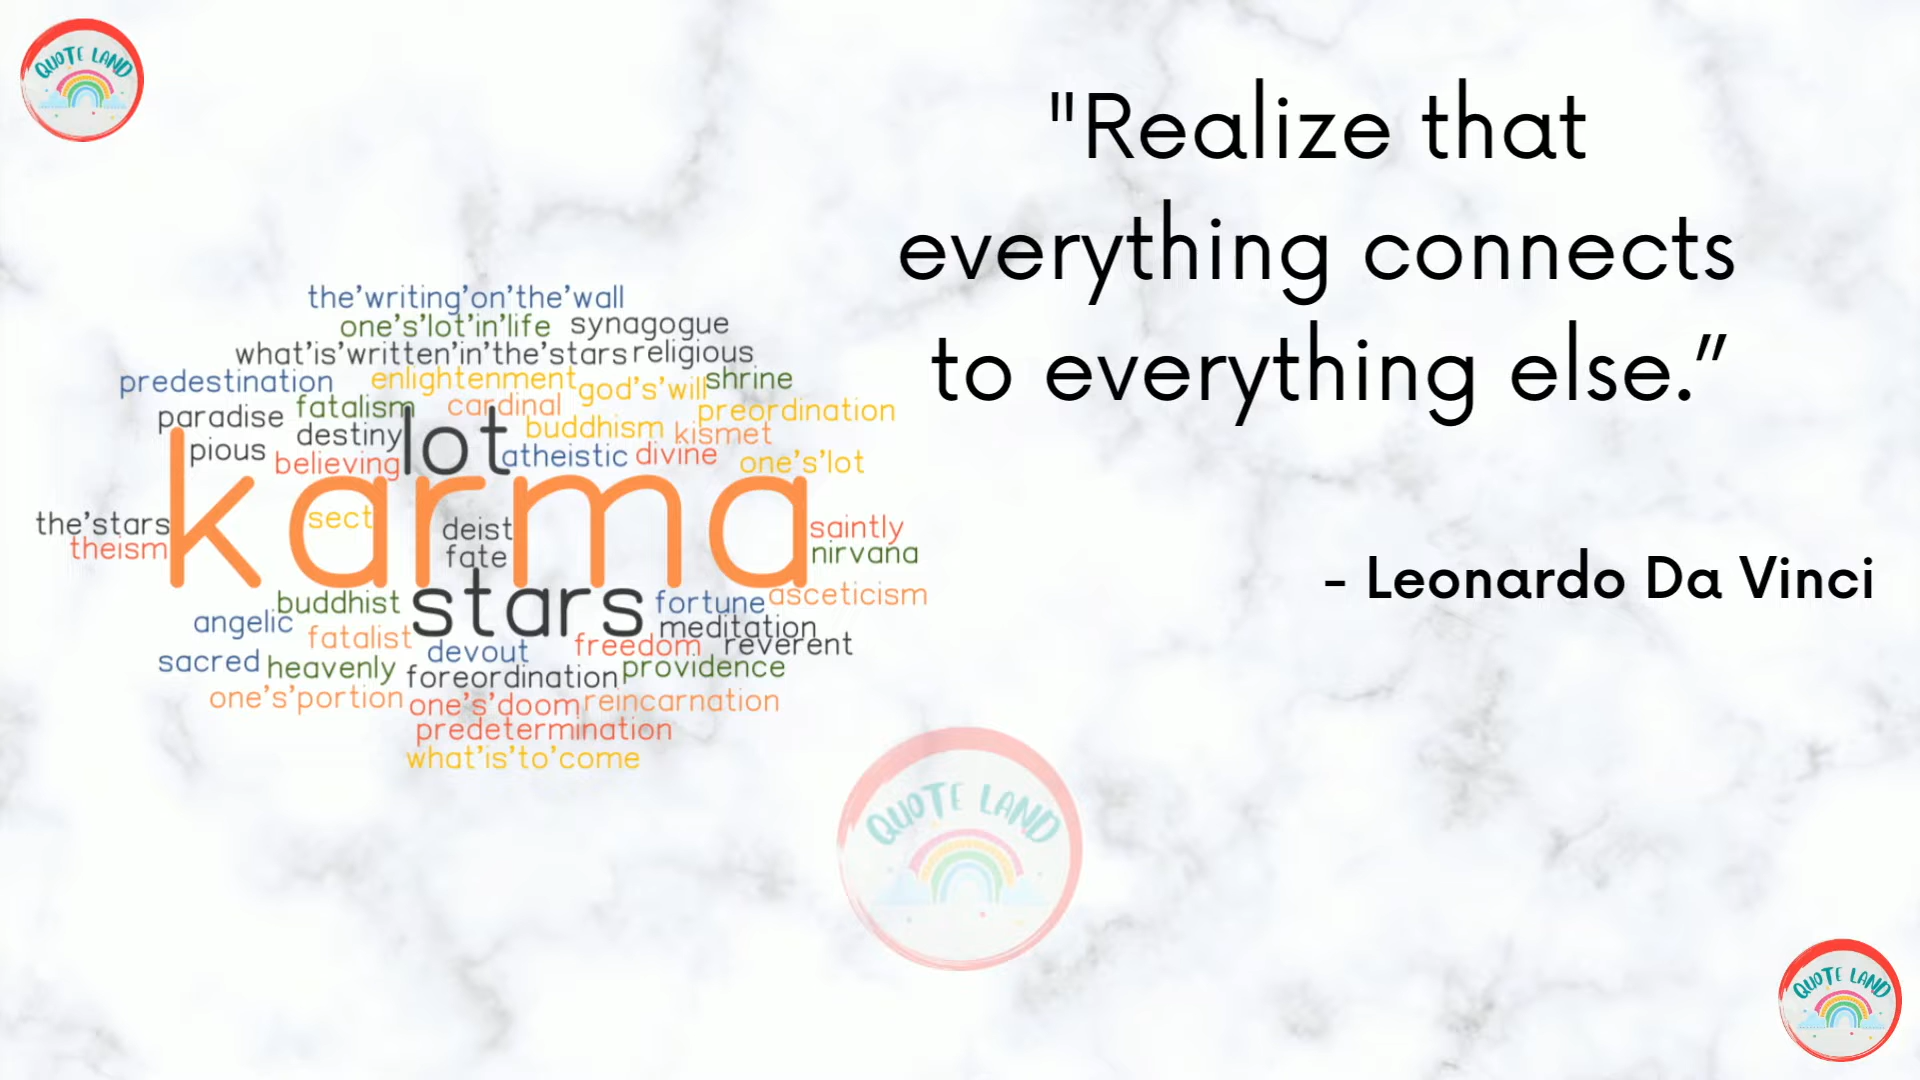 QUOTE LAND
"Realize that
everything connects
to everything else.”
- Leonardo Da Vinci
the'writing'on'the'wall
one's'lot'in'life synagogue
what'is'written'in'the'stars religious
predestination enlightenment god's'will shrine
paradise fatalism cardinal preordination
pious destiny lot buddhism kismet
believing atheistic divine one's'lot
karma
the'stars sect deist saintly
theism fate nirvana
buddhist stars fortune asceticism
angelic fatalist meditation
sacred devout freedom reverent
heavenly foreordination providence
one's'portion one's'doom reincarnation
predetermination
what'is'to'come
QUOTE LAND
QUOTE LAND